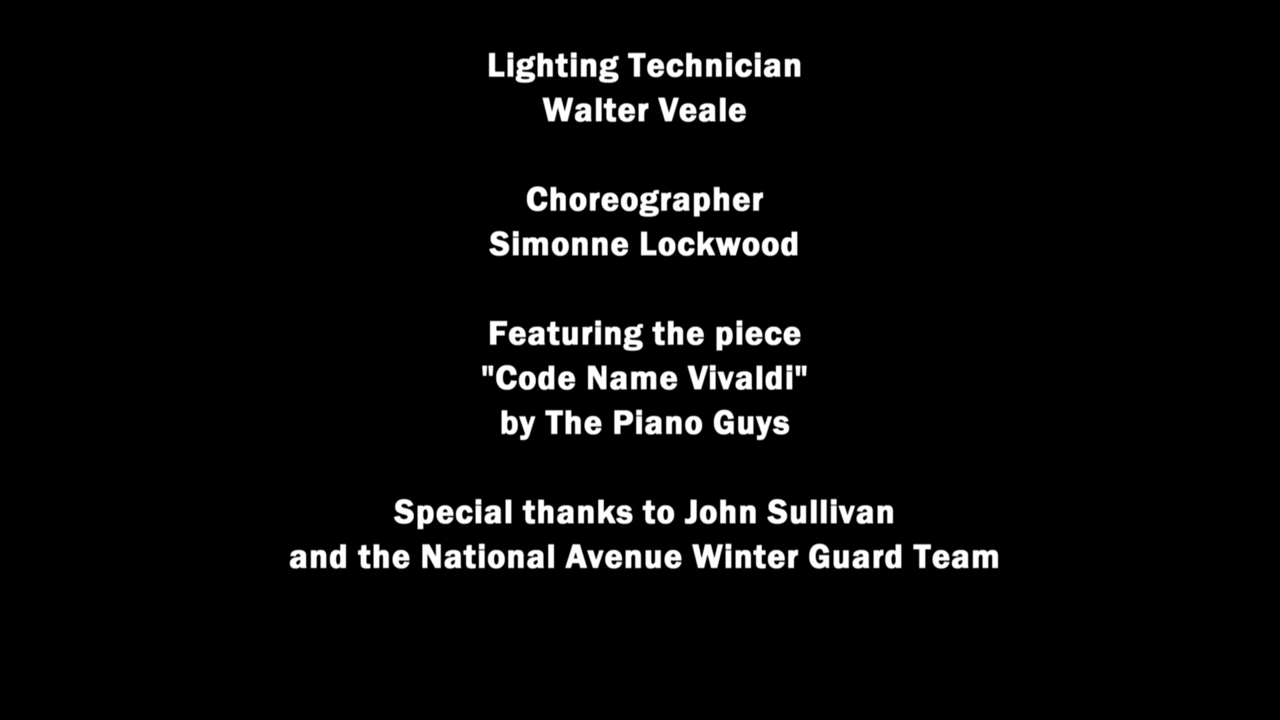 Lighting Technician
Walter Veale
Choreographer
Simonne Lockwood
Featuring the piece
"Code Name Vivaldi"
by The Piano Guys
Special thanks to John Sullivan
and the National Avenue Winter Guard Team